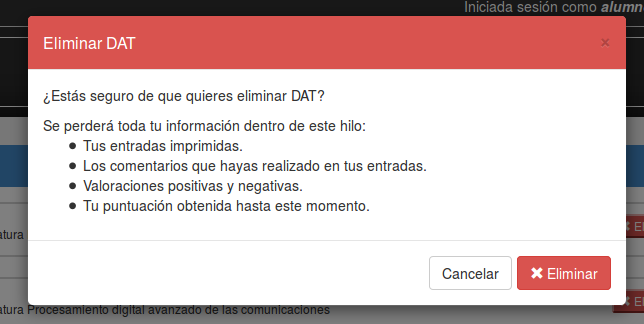 Iniciada sesión como alumn
Eliminar DAT ×
¿Estás seguro de que quieres eliminar DAT?
Se perderá toda tu información dentro de este hilo:
• Tus entradas imprimidas.
• Los comentarios que hayas realizado en tus entradas.
• Valoraciones positivas y negativas.
• Tu puntuación obtenida hasta este momento.
atura
El
Cancelar ✖ Eliminar
atura Procesamiento digital avanzado de las comunicaciones
El